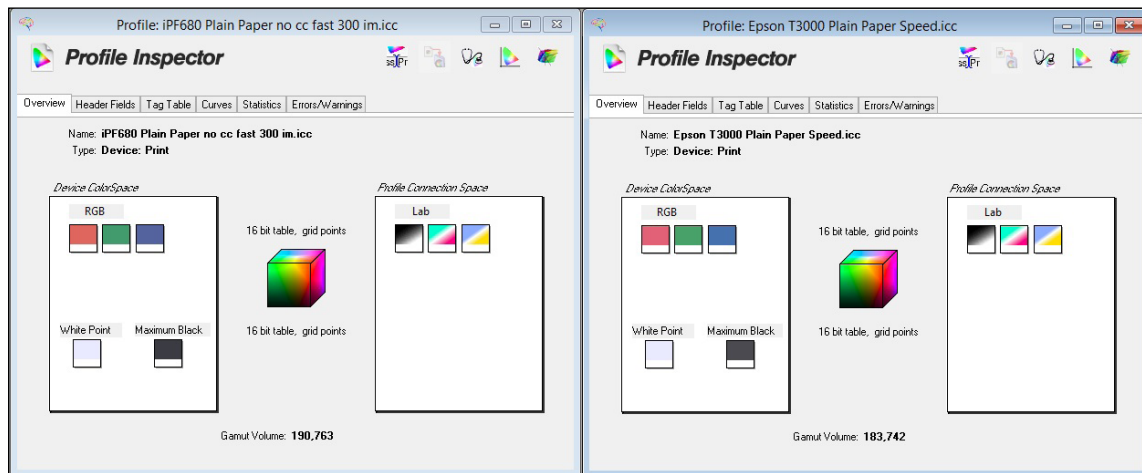 Profile: iPF680 Plain Paper no cc fast 300 im.icc
Profile Inspector
Overview Header Fields Tag Table Curves Statistics Errors/Warnings
Name: iPF680 Plain Paper no cc fast 300 im.icc
Type: Device: Print
Device ColorSpace
Profile Connection Space
RGB
Lab
16 bit table, grid points
16 bit table, grid points
White Point
Maximum Black
Gamut Volume: 190,763
Profile: Epson T3000 Plain Paper Speed.icc
Profile Inspector
Overview Header Fields Tag Table Curves Statistics Errors/Warnings
Name: Epson T3000 Plain Paper Speed.icc
Type: Device: Print
Device ColorSpace
Profile Connection Space
RGB
Lab
16 bit table, grid points
16 bit table, grid points
White Point
Maximum Black
Gamut Volume: 183,742